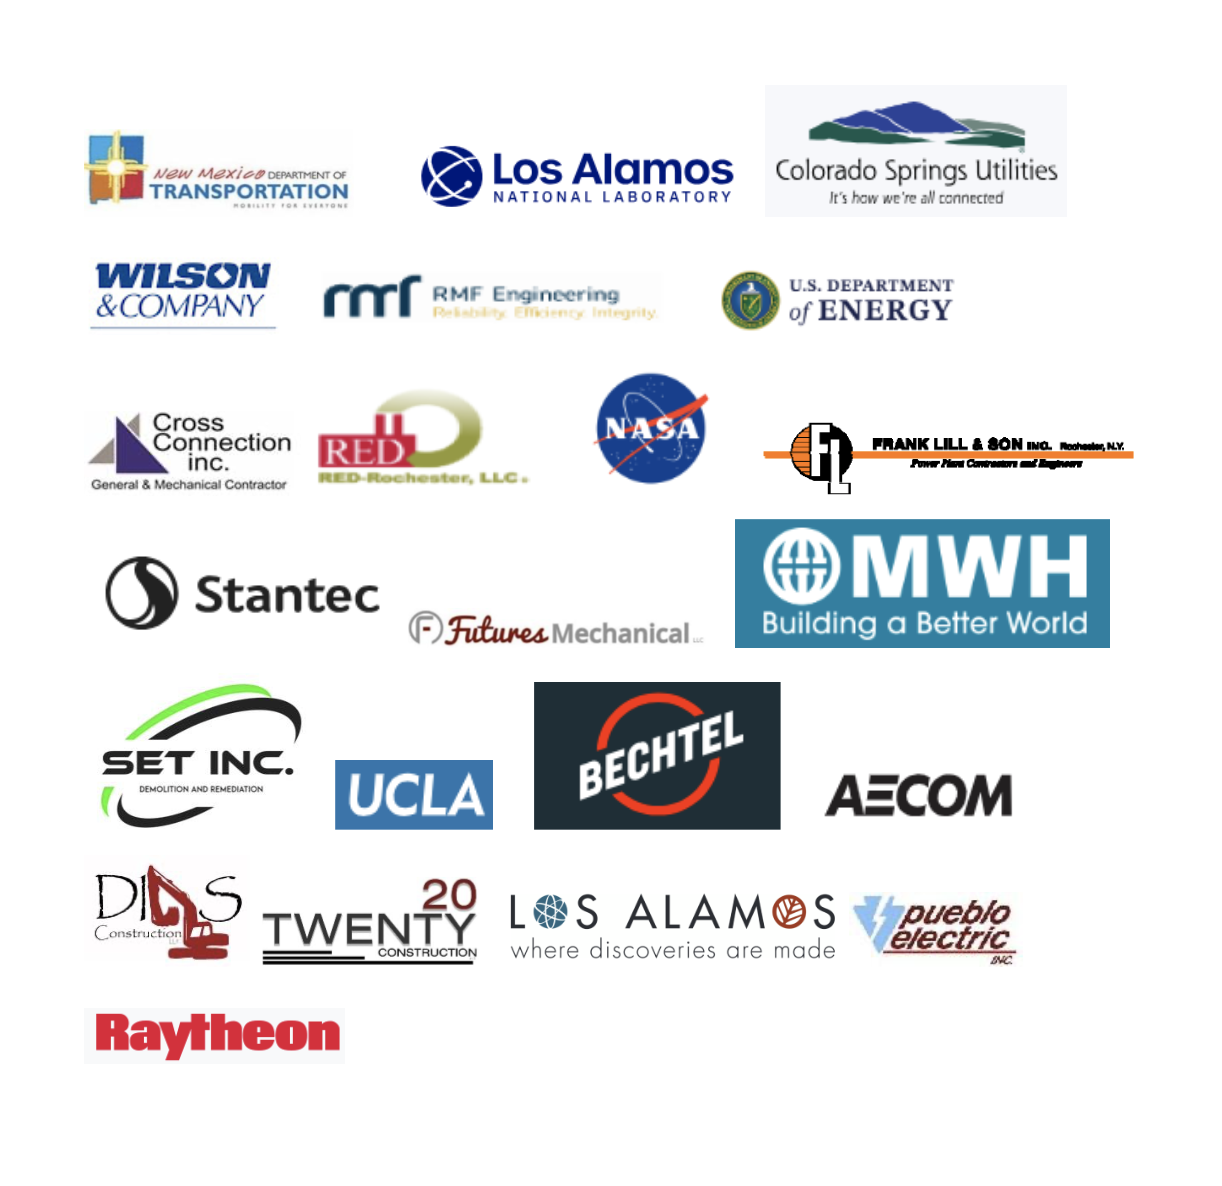 New Mexico DEPARTMENT OF
TRANSPORTATION
MOBILITY FOR EVERYONE
Los Alamos
NATIONAL LABORATORY
Colorado Springs Utilities
It's how we're all connected
WILSON
&COMPANY
rmf RMF Engineering
Reliability. Efficiency. Integrity.
U.S. DEPARTMENT
of ENERGY
Cross
Connection
inc.
General & Mechanical Contractor
RED
RED-Rochester, LLC.
NASA
FL
FRANK LILL & SON INC. Rochester, N.Y.
Power Plant Contractors and Engineers
Stantec
F Futures Mechanical LLC
MWH
Building a Better World
SET INC.
DEMOLITION AND REMEDIATION
UCLA
BECHTEL
AECOM
DIAS
Construction
LLC
20
TWENTY
CONSTRUCTION
LOS ALAMOS
where discoveries are made
pueblo
electric
INC.
Raytheon